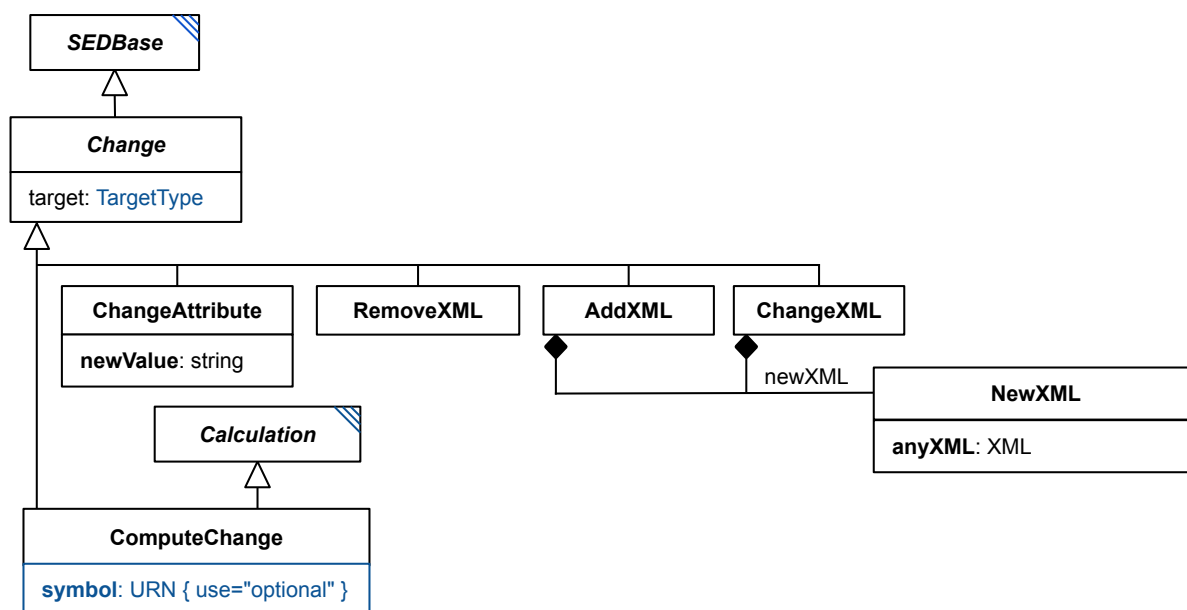 SEDBase
Change
target: TargetType
ChangeAttribute
newValue: string
RemoveXML
AddXML
ChangeXML
newXML
NewXML
anyXML: XML
Calculation
ComputeChange
symbol: URN { use="optional" }